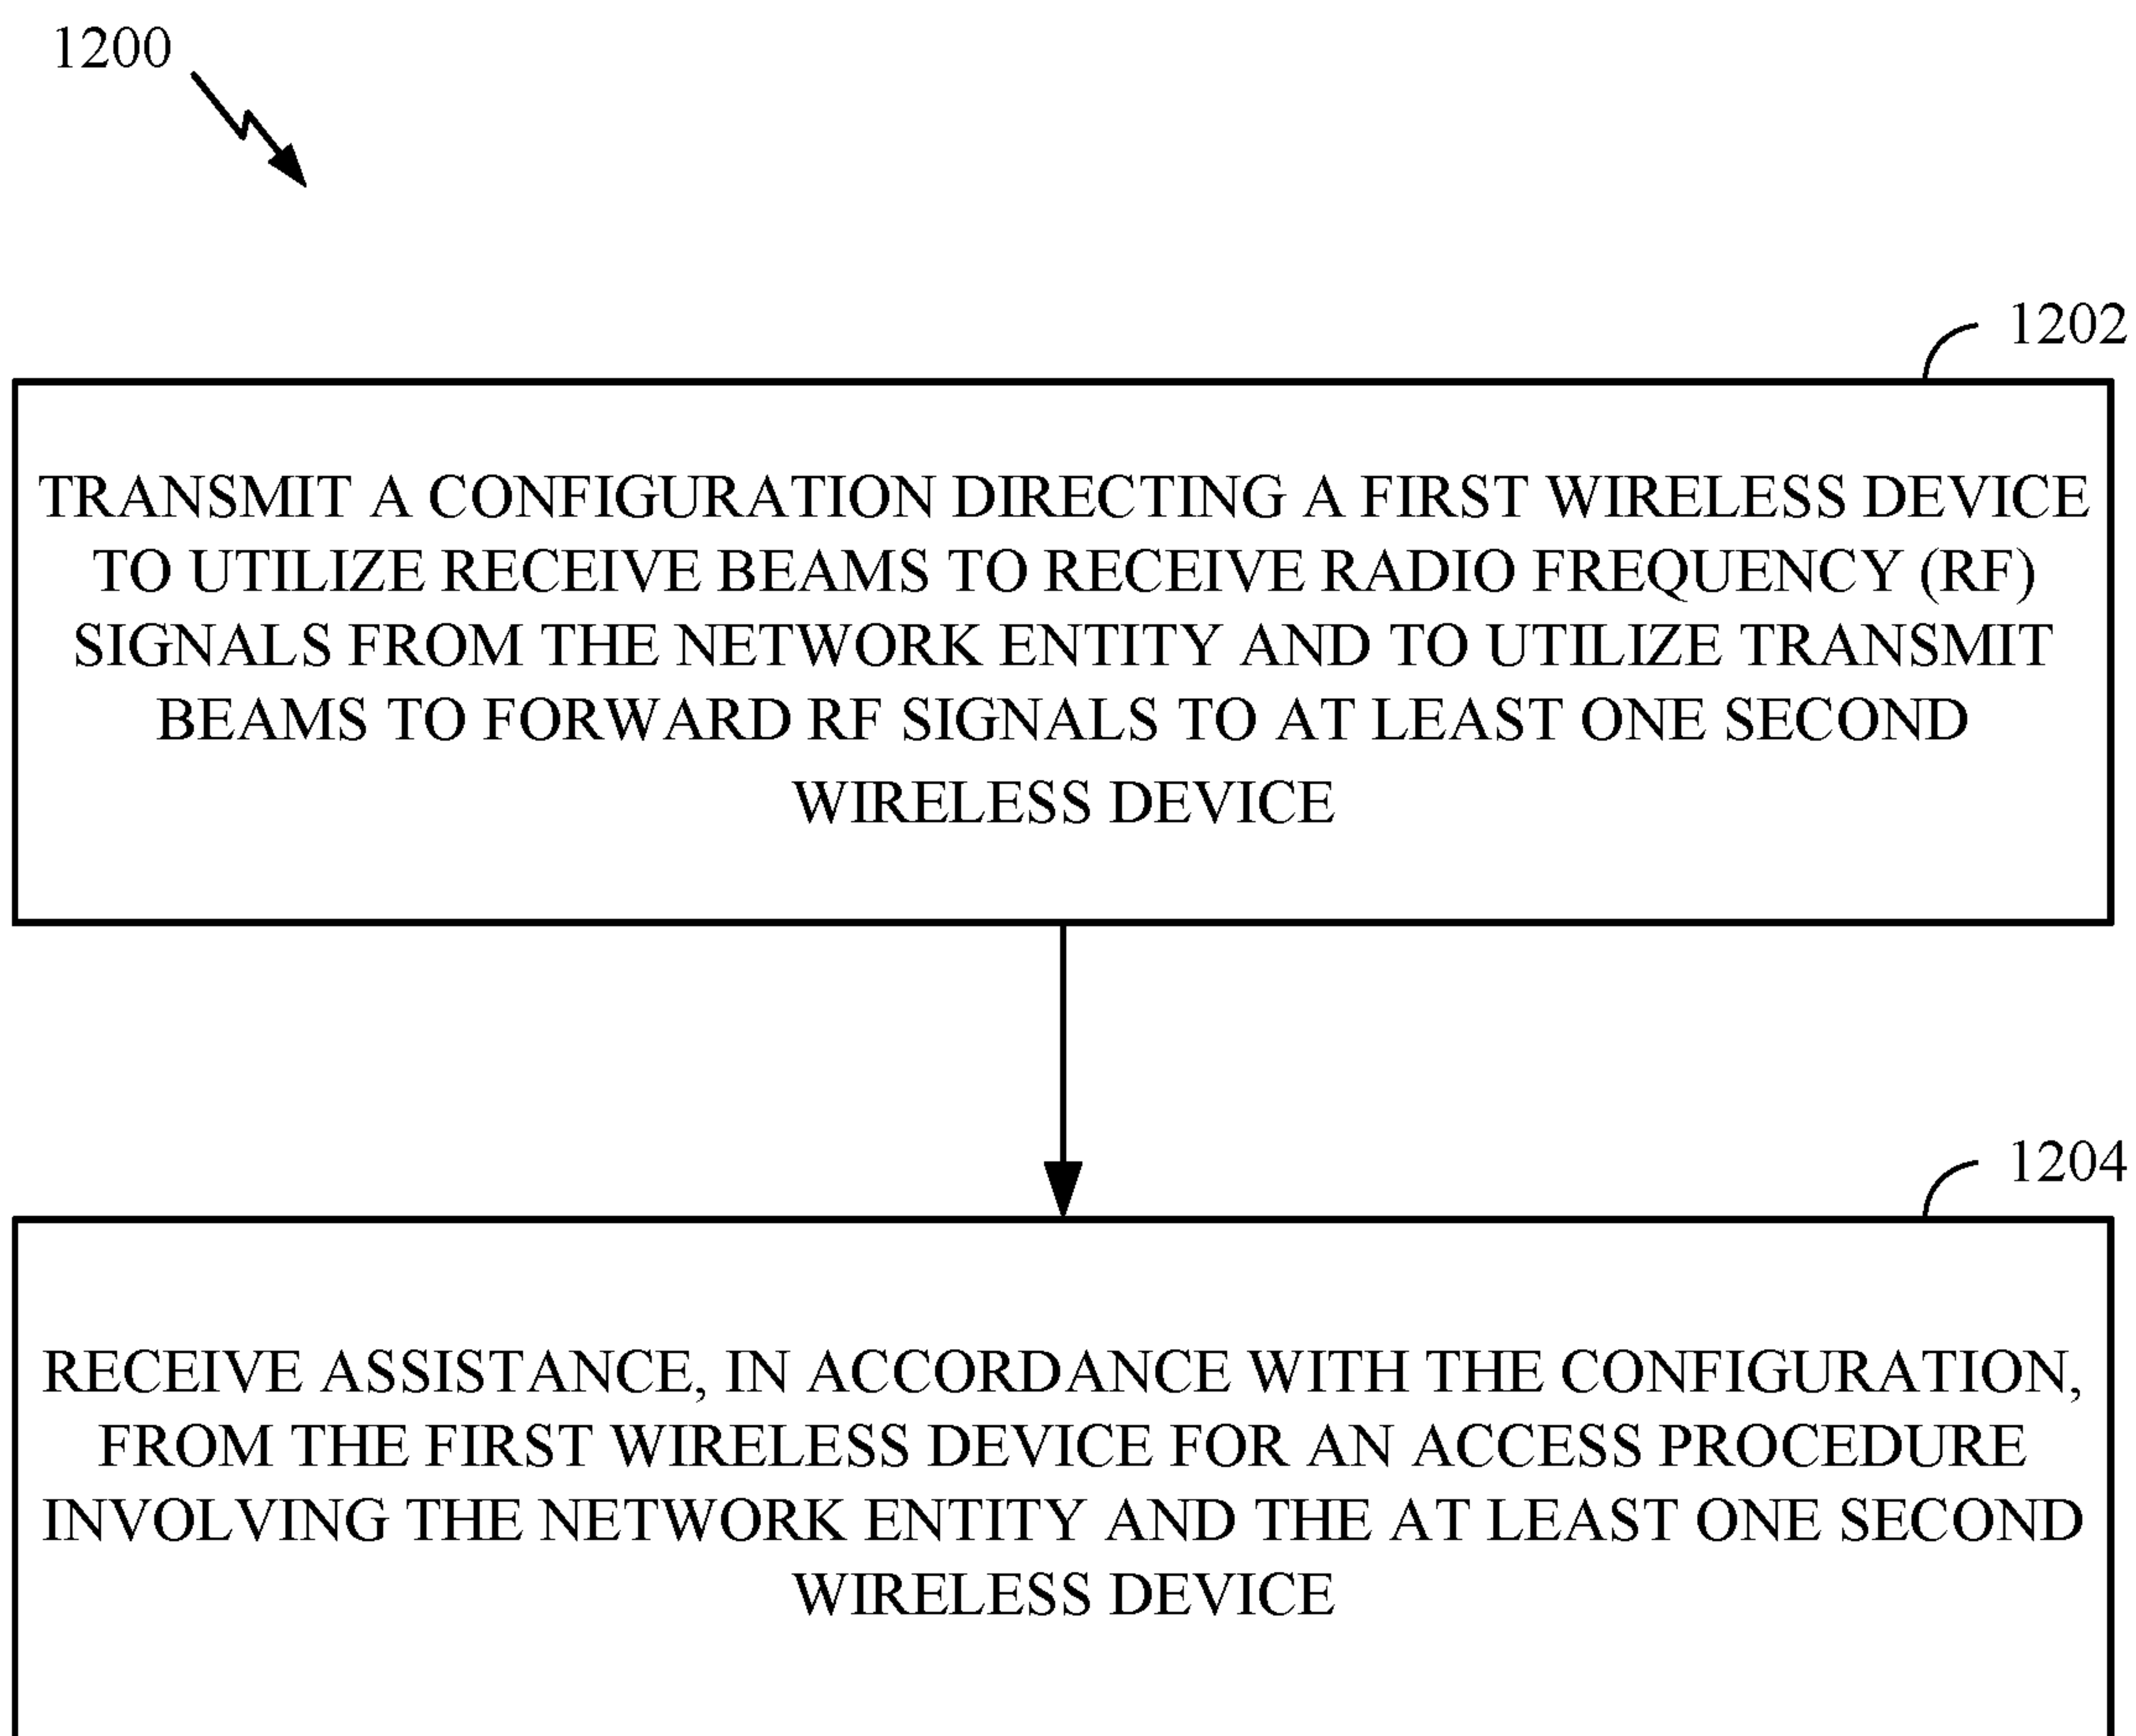 1200
1202
TRANSMIT A CONFIGURATION DIRECTING A FIRST WIRELESS DEVICE
TO UTILIZE RECEIVE BEAMS TO RECEIVE RADIO FREQUENCY (RF)
SIGNALS FROM THE NETWORK ENTITY AND TO UTILIZE TRANSMIT
BEAMS TO FORWARD RF SIGNALS TO AT LEAST ONE SECOND
WIRELESS DEVICE
1204
RECEIVE ASSISTANCE, IN ACCORDANCE WITH THE CONFIGURATION,
FROM THE FIRST WIRELESS DEVICE FOR AN ACCESS PROCEDURE
INVOLVING THE NETWORK ENTITY AND THE AT LEAST ONE SECOND
WIRELESS DEVICE